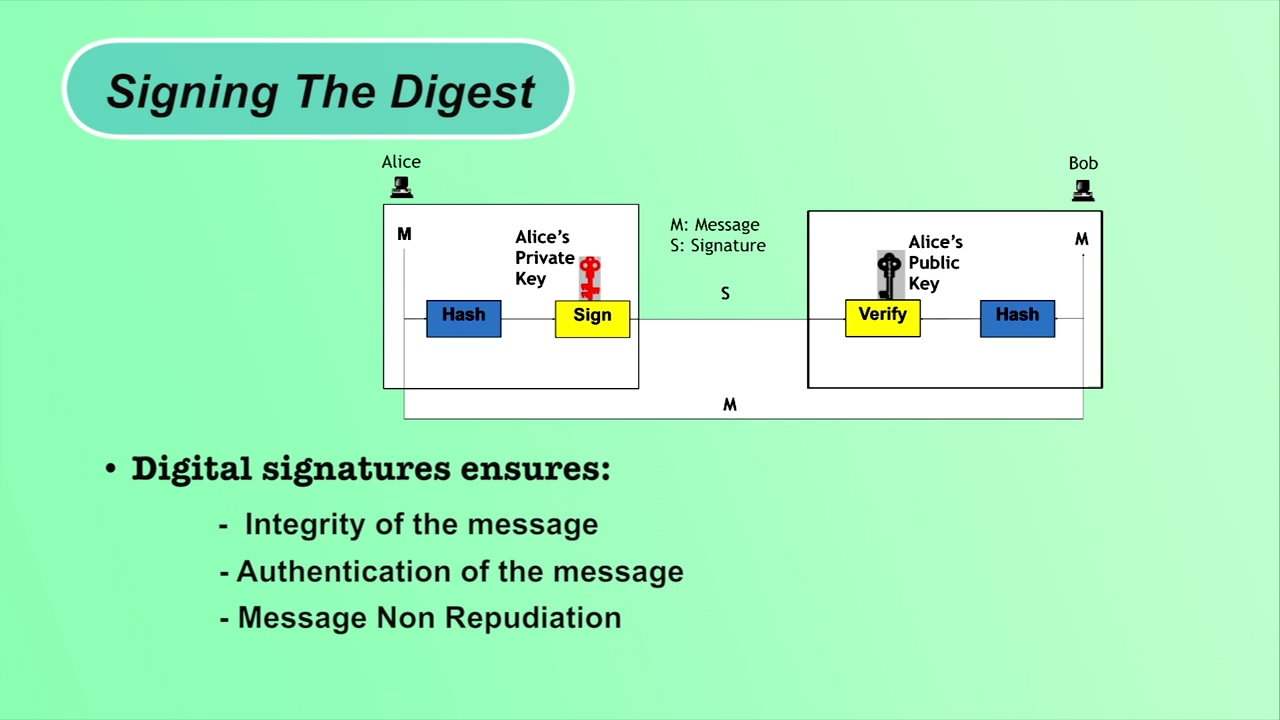 Signing The Digest
Alice
Bob
M
Alice's
Private
Key
M: Message
S: Signature
Alice's
Public
Key
M
S
Hash
Sign
Verify
Hash
M
• Digital signatures ensures:
- Integrity of the message
- Authentication of the message
- Message Non Repudiation